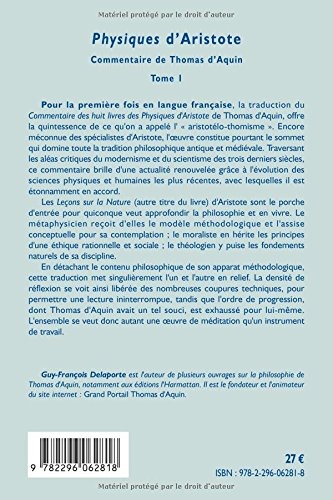 Matériel protégé par le droit d'auteur
Physiques d'Aristote
Commentaire de Thomas d'Aquin
Tome 1
Pour la première fois en langue française, la traduction du
Commentaire des huit livres des Physiques d'Aristote de Thomas d'Aquin, offre
la quintessence de ce qu'on a appelé l' « aristotélo-thomisme ». Encore
méconnue des spécialistes d'Aristote, l'œuvre constitue pourtant le sommet
qui domine toute la tradition philosophique antique et médiévale. Traversant
les aléas critiques du modernisme et du scientisme des trois derniers siècles,
ce commentaire brille d'une actualité renouvelée grâce à l'évolution des
sciences physiques et humaines les plus récentes, avec lesquelles il est
étonnamment en accord.
Les Leçons sur la Nature (autre titre du livre) d'Aristote sont le porche
d'entrée pour quiconque veut approfondir la philosophie et en vivre. Le
métaphysicien reçoit d'elles le modèle méthodologique et l'assise
conceptuelle pour sa contemplation ; le moraliste en hérite les principes
d'une éthique rationnelle et sociale ; le théologien y puise les fondements
naturels de sa discipline.
En détachant le contenu philosophique de son apparat méthodologique,
cette traduction met singulièrement l'un et l'autre en relief. La densité de
réflexion se voit ainsi libérée des nombreuses coupures techniques, pour
permettre une lecture ininterrompue, tandis que l'ordre de progression,
dont Thomas d'Aquin avait un tel souci, est exhaussé pour lui-même.
L'ensemble se veut donc autant une œuvre de méditation qu'un instrument
de travail.
Guy-François Delaporte est l'auteur de plusieurs ouvrages sur la philosophie de
Thomas d'Aquin, notamment aux éditions l'Harmattan. Il est le fondateur et l'animateur
du site internet : Grand Portail Thomas d'Aquin.
9 782296 062818
27 €
ISBN : 978-2-296-06281-8
Matériel protégé par le droit d'auteur